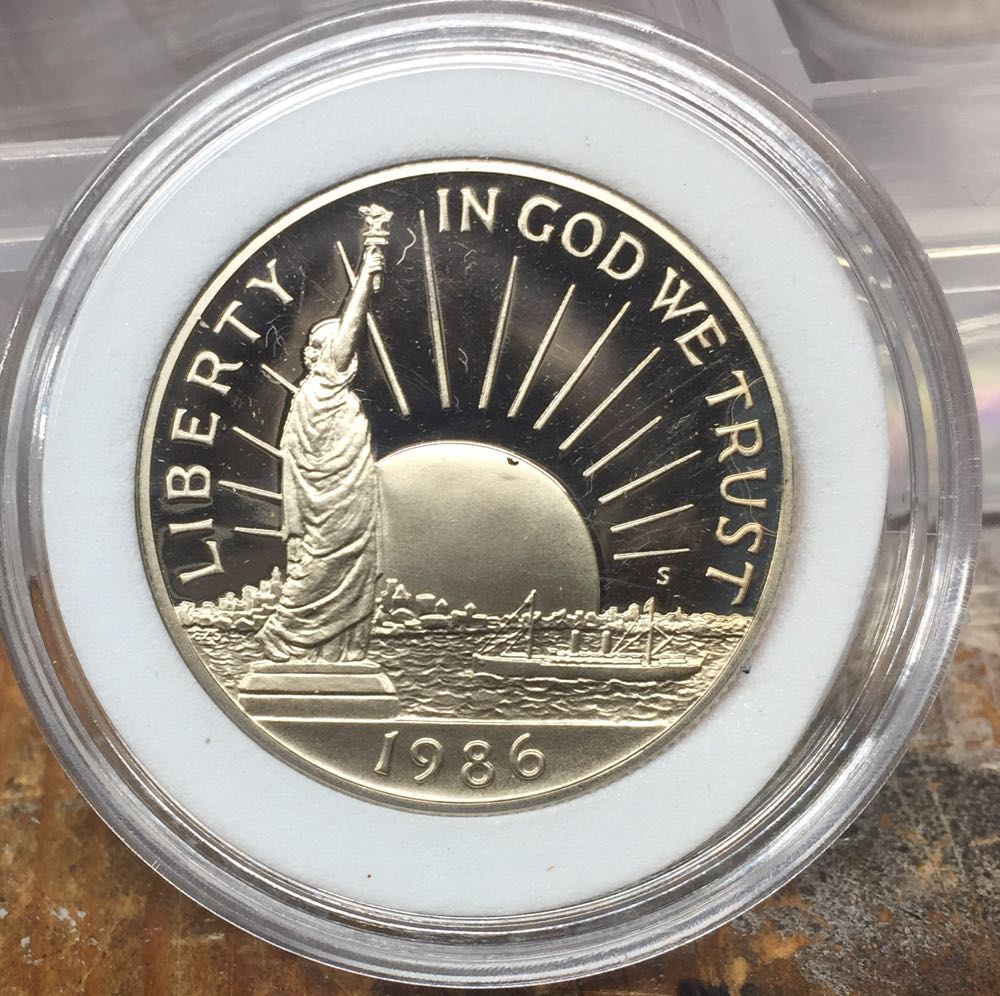 LIBERTY
IN GOD WE TRUST
S
1986